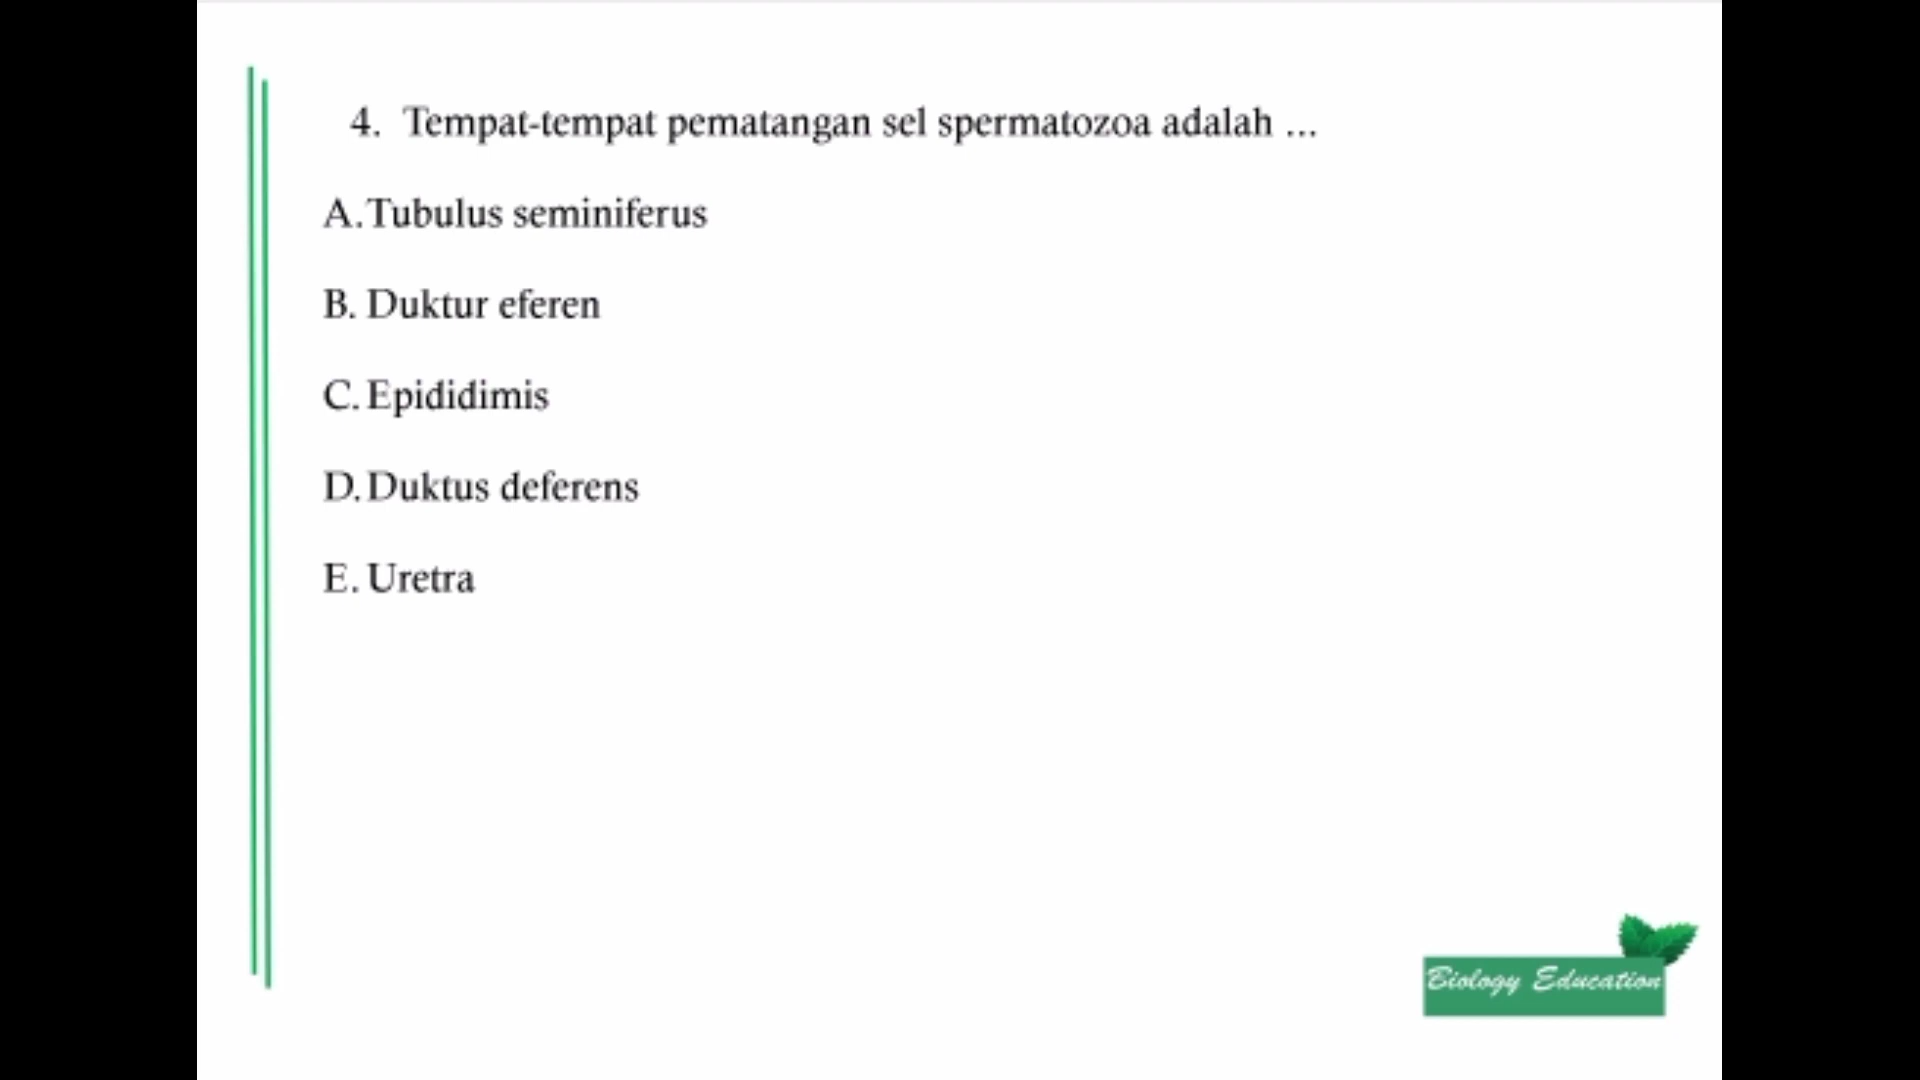 4. Tempat-tempat pematangan sel spermatozoa adalah ...
A. Tubulus seminiferus
B. Duktur eferen
C. Epididimis
D. Duktus deferens
E. Uretra
Biology Education